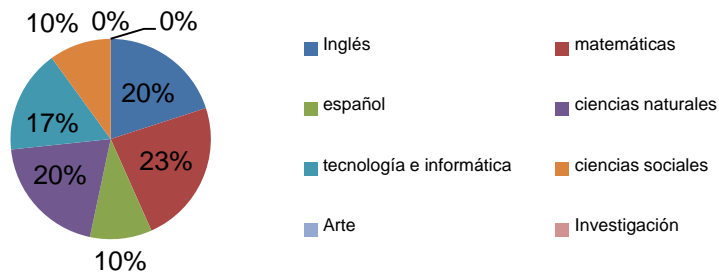 10% 0% 0%
20%
23%
10%
20%
17%
Inglés
matemáticas
español
ciencias naturales
tecnología e informática
ciencias sociales
Arte
Investigación